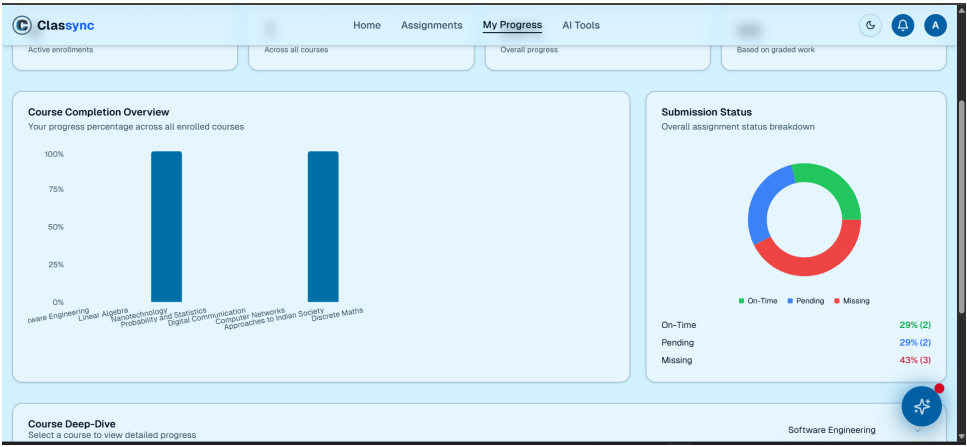 Classync
Home Assignments My Progress AI Tools
A
Active enrollments
Across all courses
Overall progress
Based on graded work
Course Completion Overview
Your progress percentage across all enrolled courses
100%
75%
50%
25%
0%
tware Engineering
Linear Algebra
Nanotechnology
Probability and Statistics
Digital Communication
Computer Networks
Approaches to Indian Society
Discrete Maths
Submission Status
Overall assignment status breakdown
On-Time Pending Missing
On-Time 29% (2)
Pending 29% (2)
Missing 43% (3)
Course Deep-Dive
Select a course to view detailed progress
Software Engineering